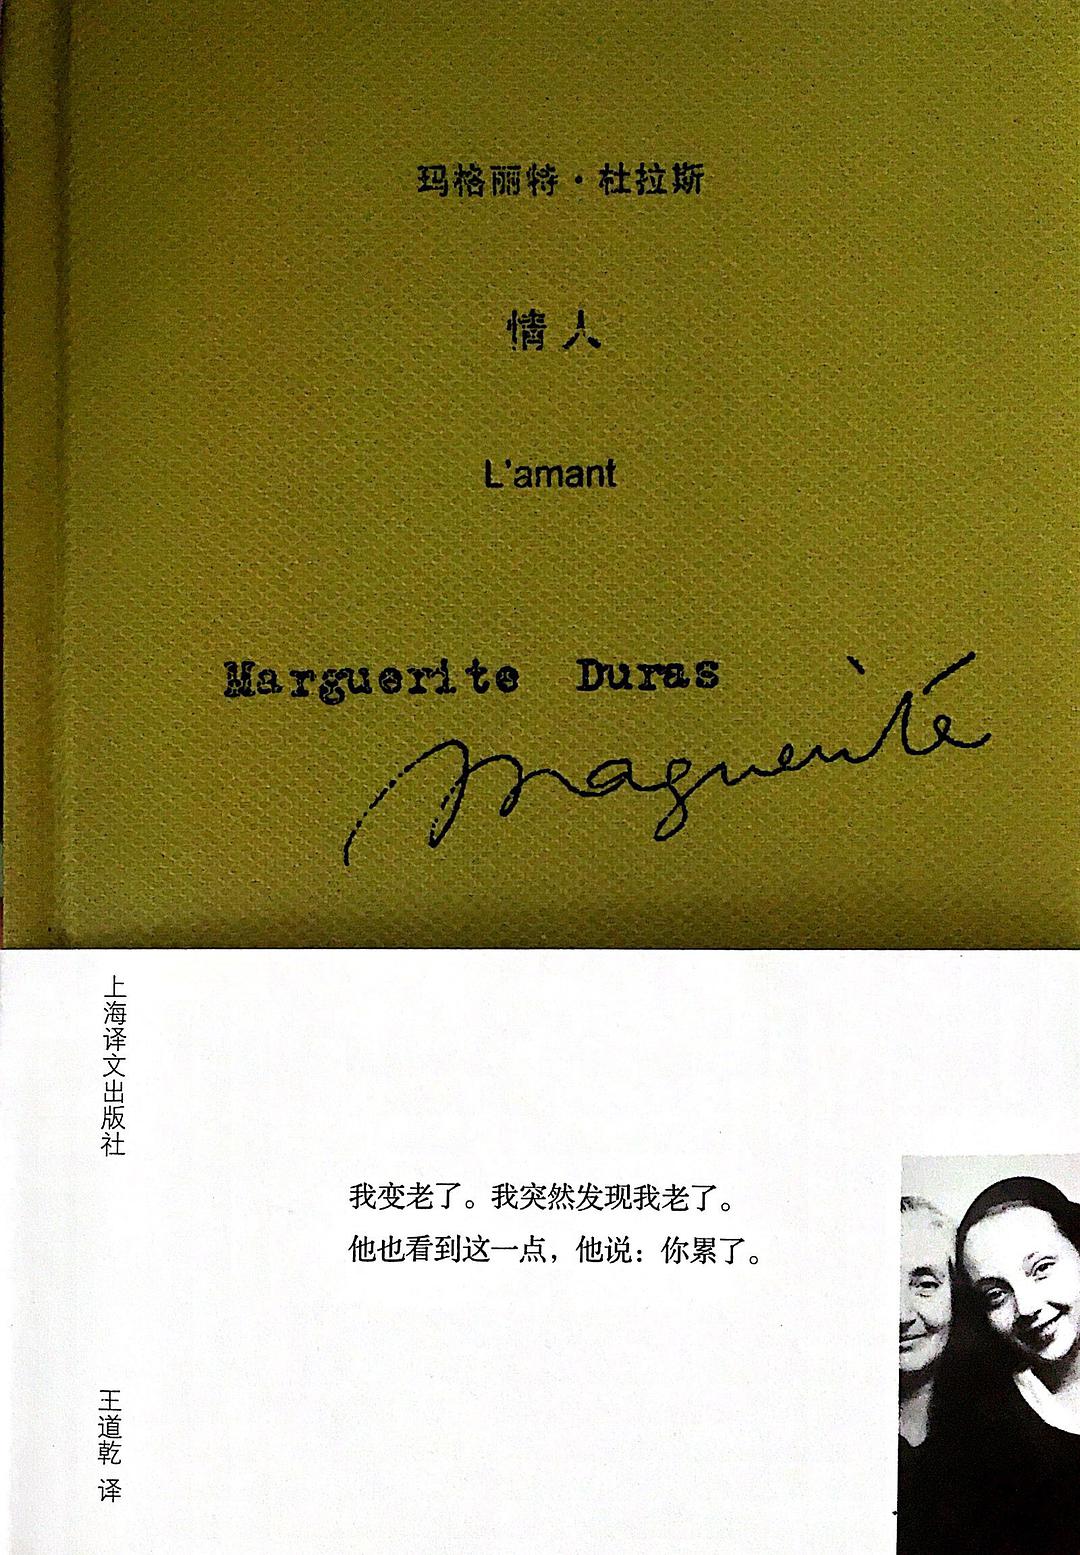 玛格丽特·杜拉斯
情人
L'amant
Marguerite Duras
Marguerite
上海译文出版社
我变老了。我突然发现我老了。
他也看到这一点，他说：你累了。
王道乾 译